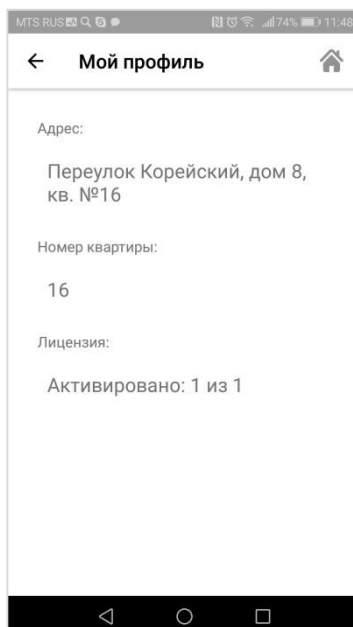 MTS RUS 74% 11:48
Мой профиль
Адрес:
Переулок Корейский, дом 8,
кв. №16
Номер квартиры:
16
Лицензия:
Активировано: 1 из 1